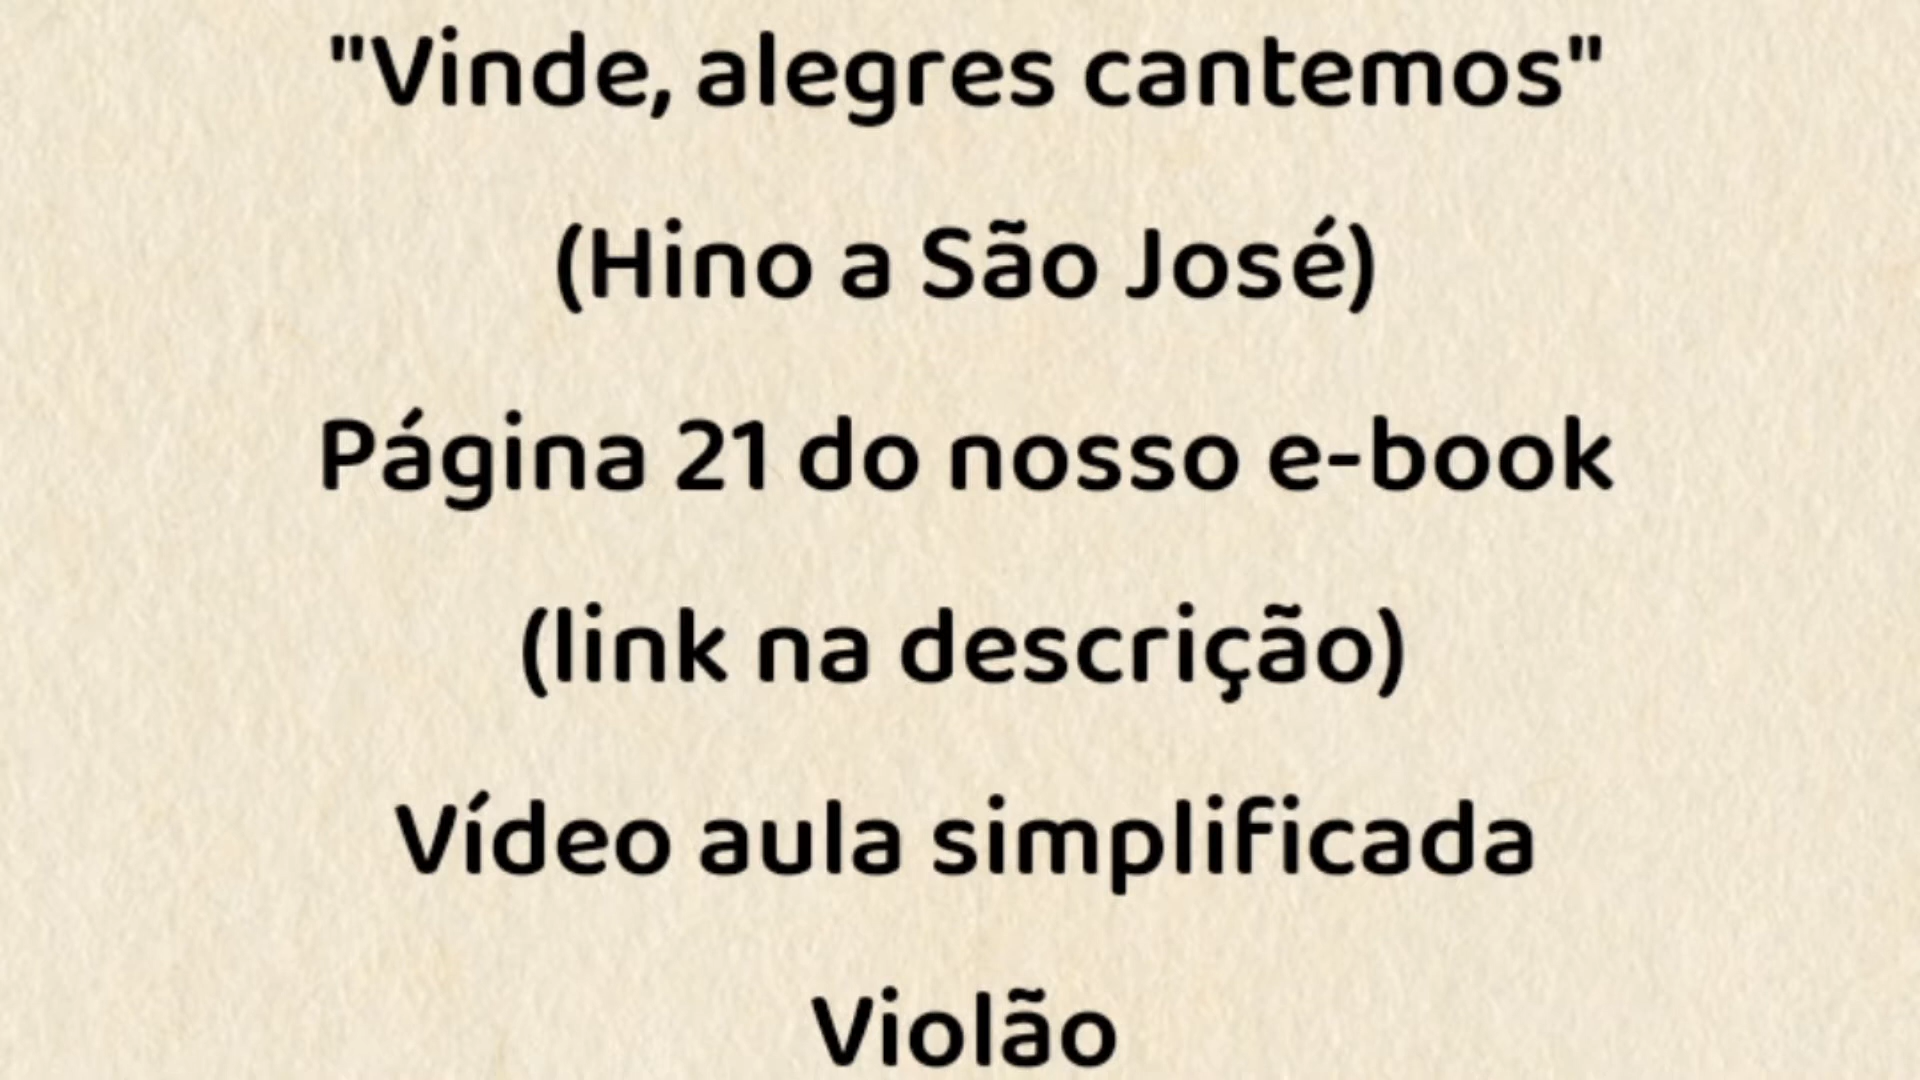 "Vinde, alegres cantemos"
(Hino a São José)
Página 21 do nosso e-book
(link na descrição)
Vídeo aula simplificada
Violão